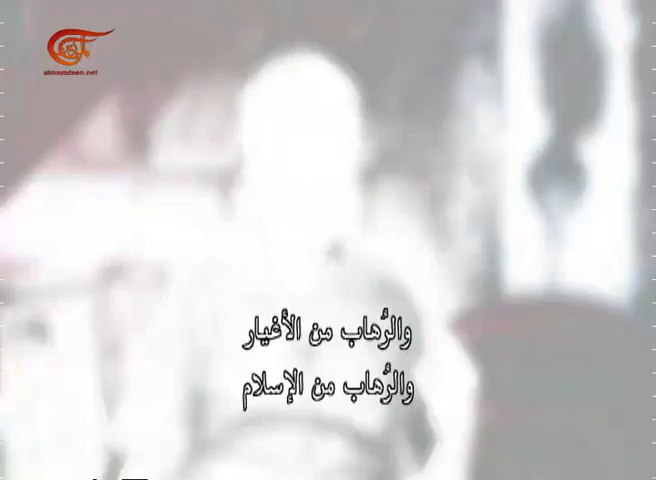 almayadeen.net
والرُهاب من الأغيار
والرُهاب من الإسلام